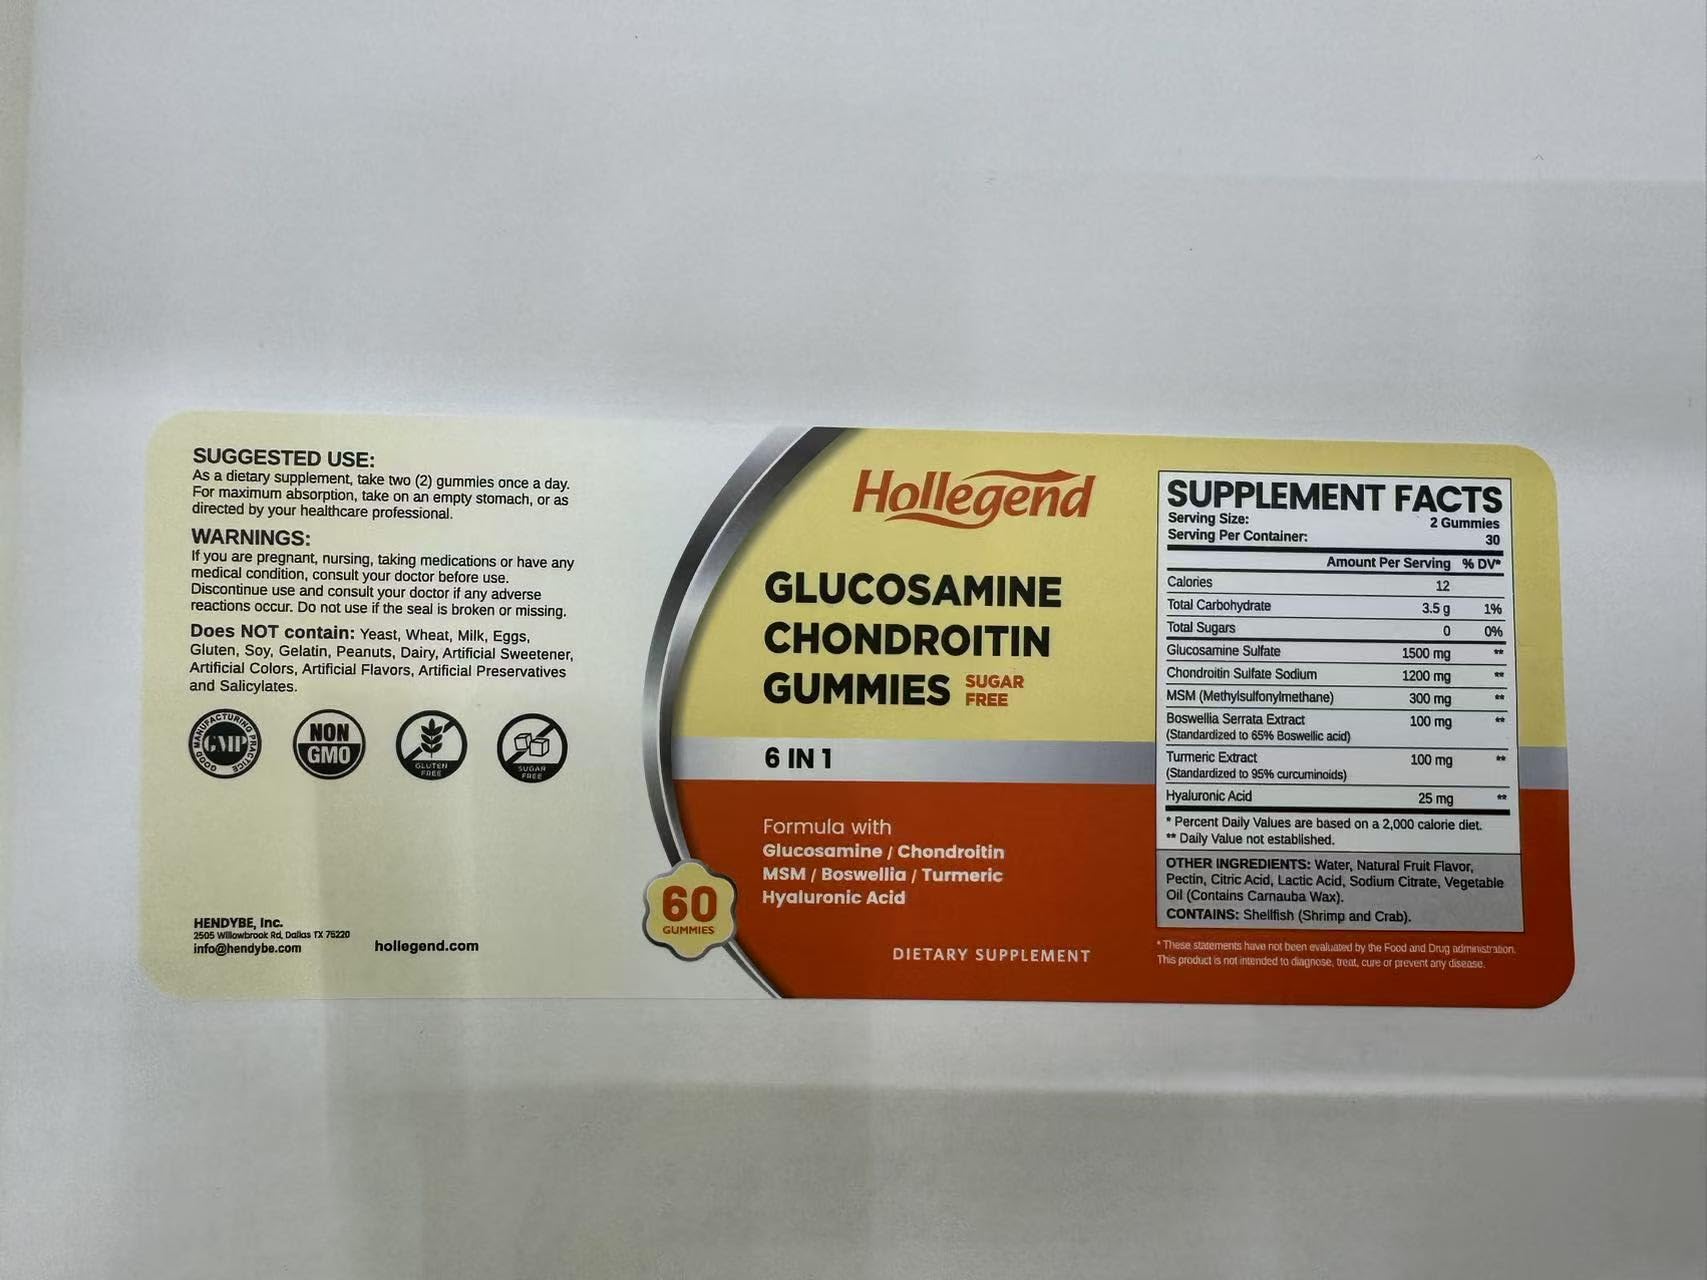 SUGGESTED USE:
As a dietary supplement, take two (2) gummies once a day.
For maximum absorption, take on an empty stomach, or as
directed by your healthcare professional.
WARNINGS:
If you are pregnant, nursing, taking medications or have any
medical condition, consult your doctor before use.
Discontinue use and consult your doctor if any adverse
reactions occur. Do not use if the seal is broken or missing.
Does NOT contain: Yeast, Wheat, Milk, Eggs,
Gluten, Soy, Gelatin, Peanuts, Dairy, Artificial Sweetener,
Artificial Colors, Artificial Flavors, Artificial Preservatives
and Salicylates.
GOOD MANUFACTURING PRACTICE
GMP
NON
GMO
GLUTEN
FREE
SUGAR
FREE
HENDYBE, Inc.
2505 Willowbrook Rd, Dallas TX 75220
info@hendybe.com
hollegend.com
Hollegend
GLUCOSAMINE
CHONDROITIN
GUMMIES SUGAR
FREE
6 IN 1
Formula with
Glucosamine / Chondroitin
MSM / Boswellia / Turmeric
Hyaluronic Acid
60
GUMMIES
DIETARY SUPPLEMENT
SUPPLEMENT FACTS
Serving Size: 2 Gummies
Serving Per Container: 30
Amount Per Serving % DV*
Calories 12
Total Carbohydrate 3.5 g 1%
Total Sugars 0 0%
Glucosamine Sulfate 1500 mg **
Chondroitin Sulfate Sodium 1200 mg **
MSM (Methylsulfonylmethane) 300 mg **
Boswellia Serrata Extract 100 mg **
(Standardized to 65% Boswellic acid)
Turmeric Extract 100 mg **
(Standardized to 95% curcuminoids)
Hyaluronic Acid 25 mg **
* Percent Daily Values are based on a 2,000 calorie diet.
** Daily Value not established.
OTHER INGREDIENTS: Water, Natural Fruit Flavor,
Pectin, Citric Acid, Lactic Acid, Sodium Citrate, Vegetable
Oil (Contains Carnauba Wax).
CONTAINS: Shellfish (Shrimp and Crab).
* These statements have not been evaluated by the Food and Drug administration.
This product is not intended to diagnose, treat, cure or prevent any disease.